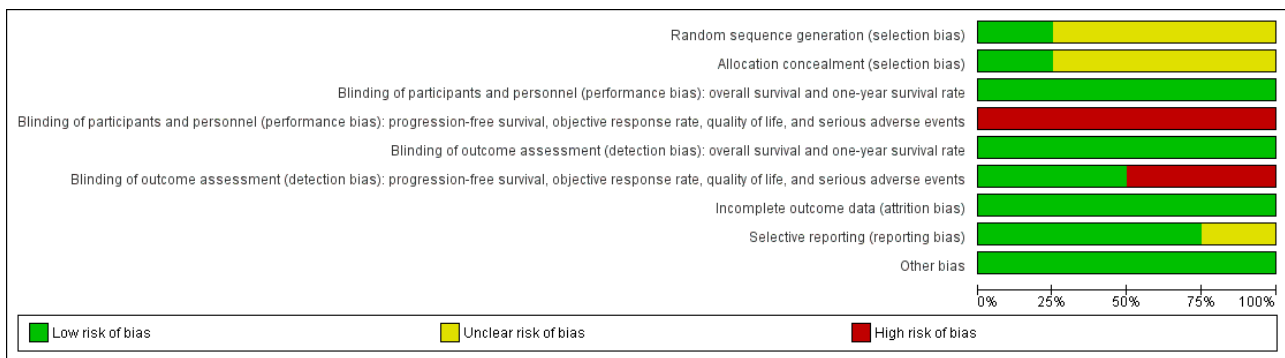 Random sequence generation (selection bias)
Allocation concealment (selection bias)
Blinding of participants and personnel (performance bias): overall survival and one-year survival rate
Blinding of participants and personnel (performance bias): progression-free survival, objective response rate, quality of life, and serious adverse events
Blinding of outcome assessment (detection bias): overall survival and one-year survival rate
Blinding of outcome assessment (detection bias): progression-free survival, objective response rate, quality of life, and serious adverse events
Incomplete outcome data (attrition bias)
Selective reporting (reporting bias)
Other bias
0% 25% 50% 75% 100%
Low risk of bias Unclear risk of bias High risk of bias